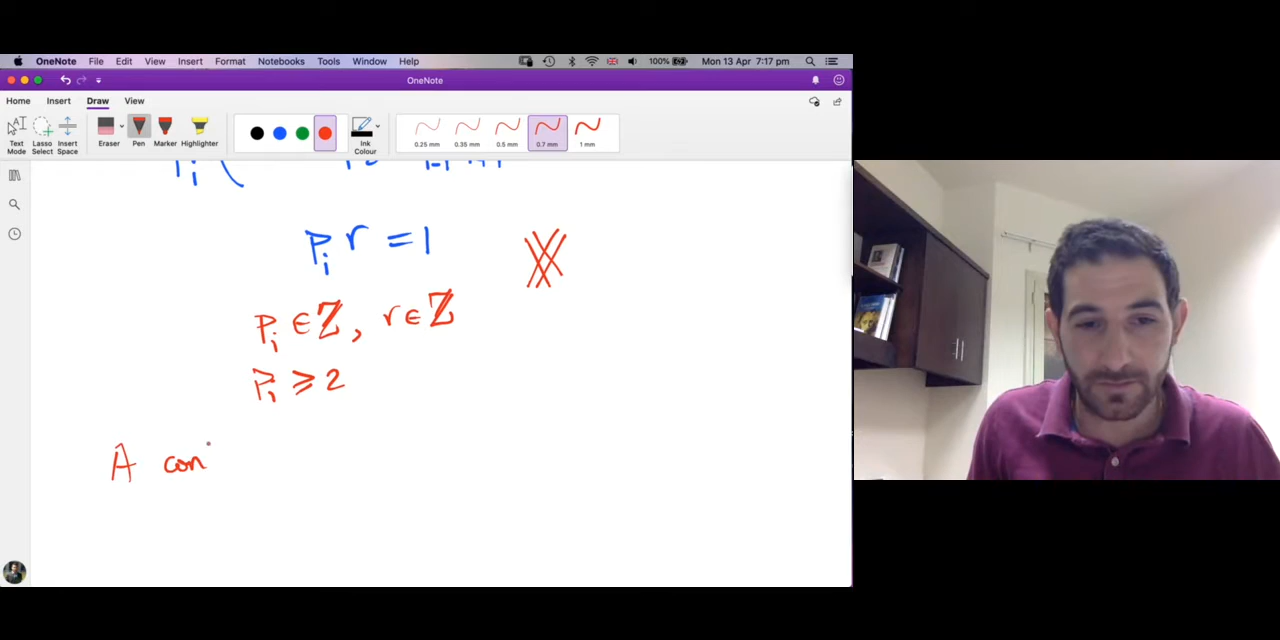 OneNote File Edit View Insert Format Tools Notebooks Window Help 100% Mon 13 Apr 7:17 pm
OneNote
Home Insert Draw View
Text Mode Lasso Select Insert Space Eraser Pen Marker Highlighter Ink Colour 0.25 mm 0.35 mm 0.5 mm 0.7 mm 1 mm
pᵢ r = 1
pᵢ ∈ ℤ, r ∈ ℤ
pᵢ ⩾ 2
A con